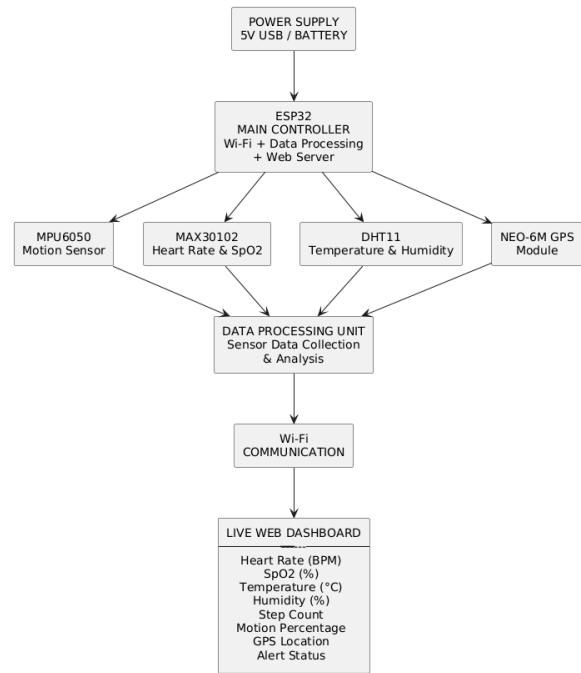 POWER SUPPLY
5V USB / BATTERY
ESP32
MAIN CONTROLLER
Wi-Fi + Data Processing
+ Web Server
MPU6050
Motion Sensor
MAX30102
Heart Rate & SpO2
DHT11
Temperature & Humidity
NEO-6M GPS
Module
DATA PROCESSING UNIT
Sensor Data Collection
& Analysis
Wi-Fi
COMMUNICATION
LIVE WEB DASHBOARD
Heart Rate (BPM)
SpO2 (%)
Temperature (°C)
Humidity (%)
Step Count
Motion Percentage
GPS Location
Alert Status